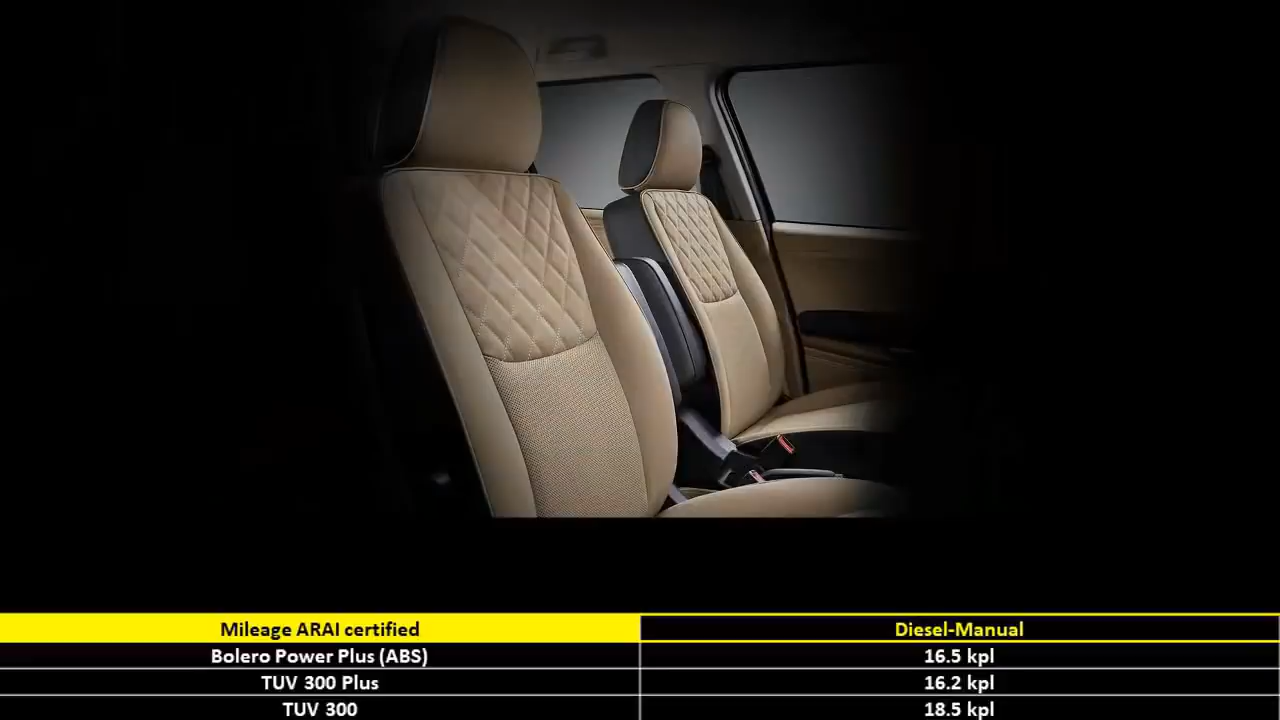 Mileage ARAI certified Diesel-Manual
Bolero Power Plus (ABS) 16.5 kpl
TUV 300 Plus 16.2 kpl
TUV 300 18.5 kpl